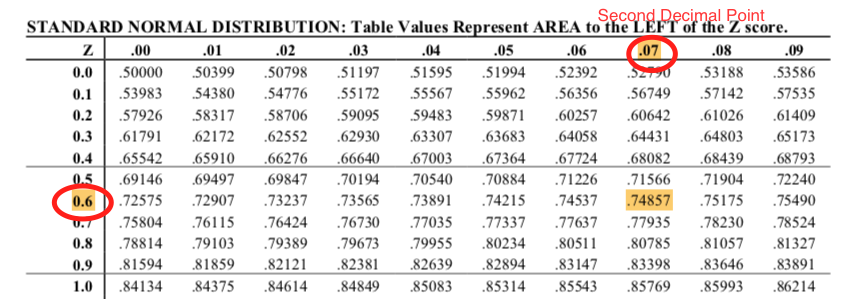 Second Decimal Point
STANDARD NORMAL DISTRIBUTION: Table Values Represent AREA to the LEFT of the Z score.
Z .00 .01 .02 .03 .04 .05 .06 .07 .08 .09
0.0 .50000 .50399 .50798 .51197 .51595 .51994 .52392 .52790 .53188 .53586
0.1 .53983 .54380 .54776 .55172 .55567 .55962 .56356 .56749 .57142 .57535
0.2 .57926 .58317 .58706 .59095 .59483 .59871 .60257 .60642 .61026 .61409
0.3 .61791 .62172 .62552 .62930 .63307 .63683 .64058 .64431 .64803 .65173
0.4 .65542 .65910 .66276 .66640 .67003 .67364 .67724 .68082 .68439 .68793
0.5 .69146 .69497 .69847 .70194 .70540 .70884 .71226 .71566 .71904 .72240
0.6 .72575 .72907 .73237 .73565 .73891 .74215 .74537 .74857 .75175 .75490
0.7 .75804 .76115 .76424 .76730 .77035 .77337 .77637 .77935 .78230 .78524
0.8 .78814 .79103 .79389 .79673 .79955 .80234 .80511 .80785 .81057 .81327
0.9 .81594 .81859 .82121 .82381 .82639 .82894 .83147 .83398 .83646 .83891
1.0 .84134 .84375 .84614 .84849 .85083 .85314 .85543 .85769 .85993 .86214